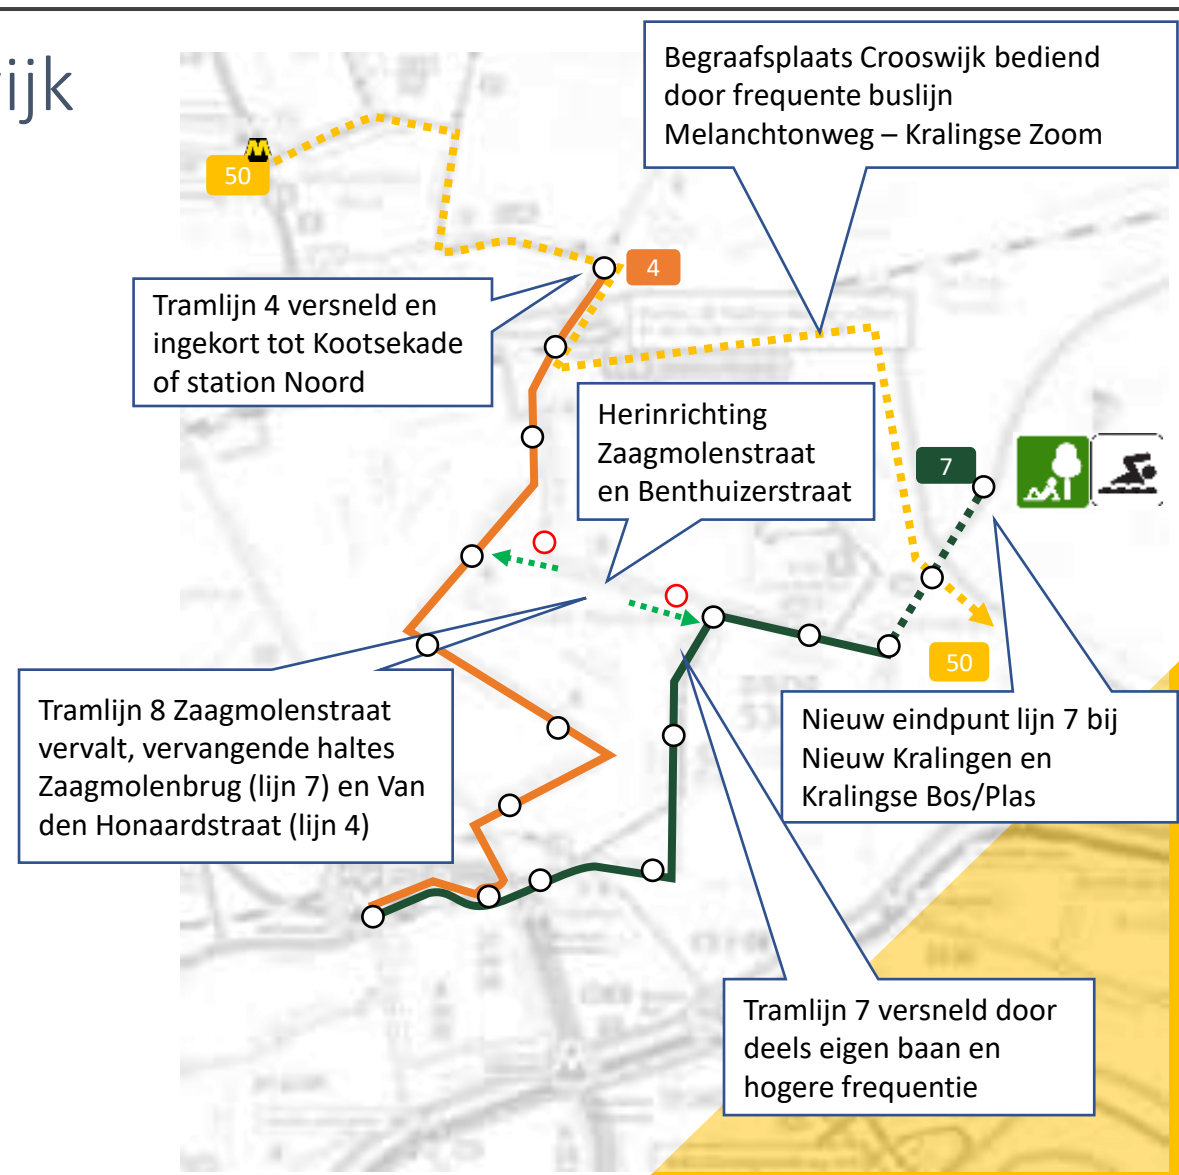 ijk
Begraafsplaats Crooswijk bediend
door frequente buslijn
Melanchtonweg – Kralingse Zoom
M
50
4
Tramlijn 4 versneld en
ingekort tot Kootsekade
of station Noord
Herinrichting
Zaagmolenstraat
en Benthuizerstraat
7
50
Tramlijn 8 Zaagmolenstraat
vervalt, vervangende haltes
Zaagmolenbrug (lijn 7) en Van
den Honaardstraat (lijn 4)
Nieuw eindpunt lijn 7 bij
Nieuw Kralingen en
Kralingse Bos/Plas
Tramlijn 7 versneld door
deels eigen baan en
hogere frequentie